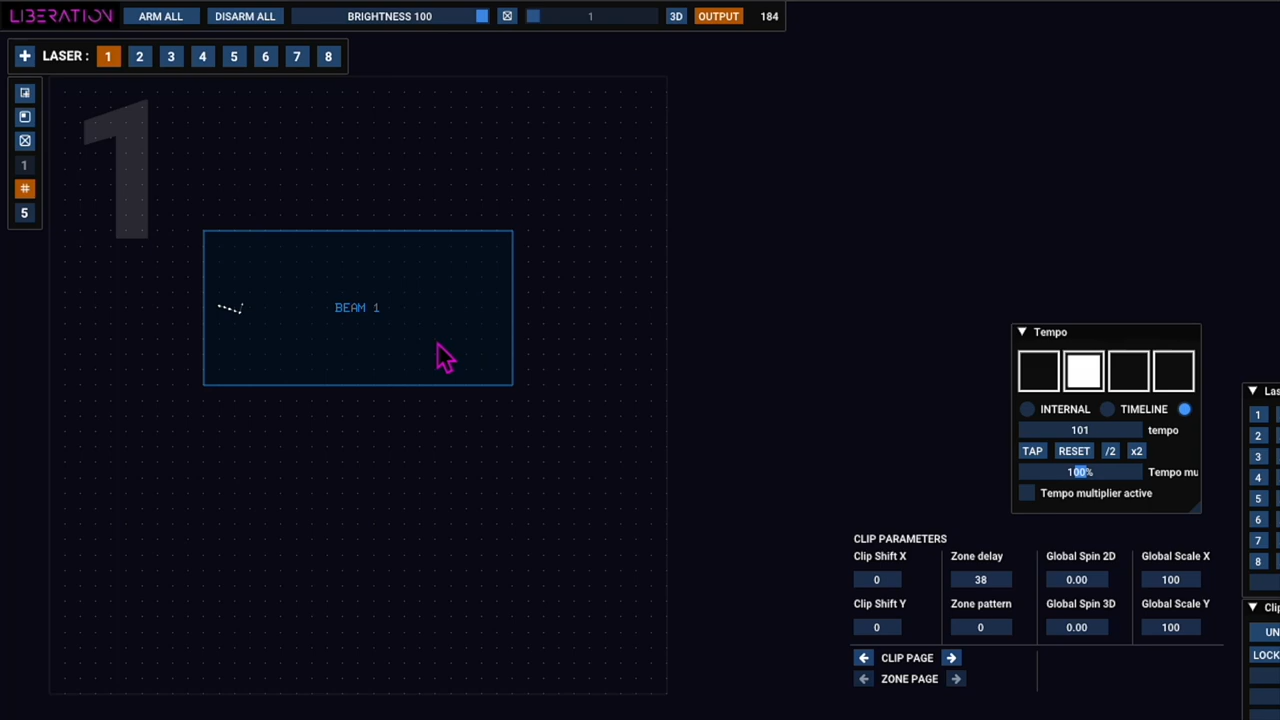 LIBERATION
ARM ALL
DISARM ALL
BRIGHTNESS 100
1
3D
OUTPUT
184
LASER :
1
2
3
4
5
6
7
8
1
1
#
5
BEAM 1
Tempo
INTERNAL
TIMELINE
101
tempo
TAP
RESET
/2
x2
100%
Tempo mu
Tempo multiplier active
CLIP PARAMETERS
Clip Shift X
Zone delay
Global Spin 2D
Global Scale X
0
38
0.00
100
Clip Shift Y
Zone pattern
Global Spin 3D
Global Scale Y
0
0
0.00
100
CLIP PAGE
ZONE PAGE
Las
1
2
3
4
5
6
7
8
Clip
UN
LOCK